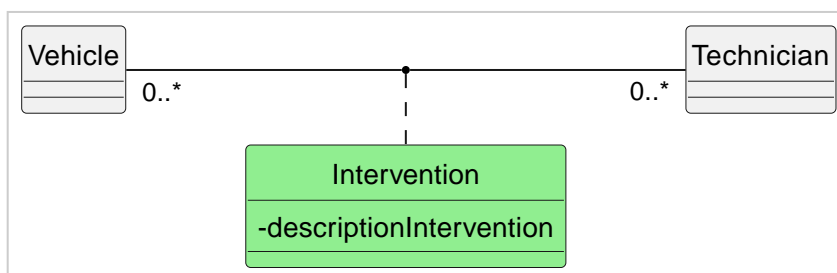 Vehicle
Technician
0..*
0..*
Intervention
-descriptionIntervention